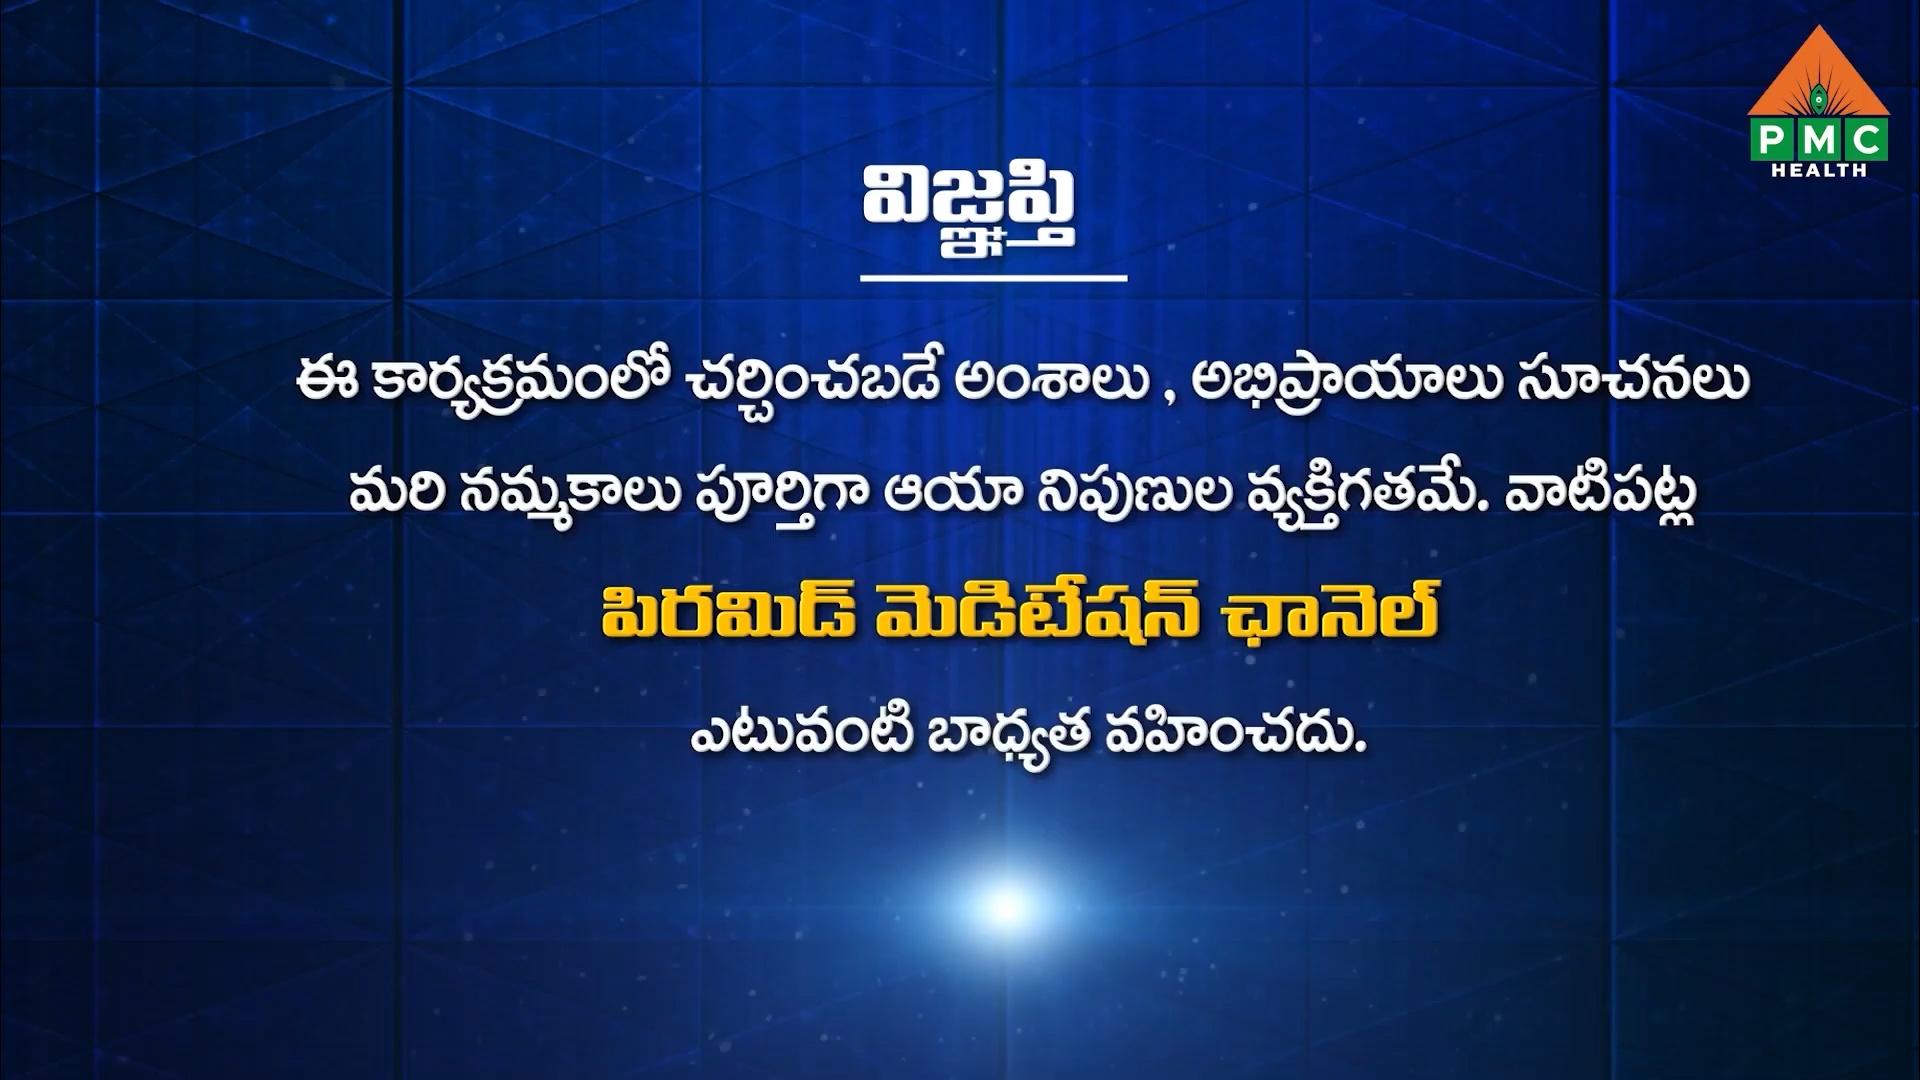 PMC
HEALTH
విజ్ఞప్తి
ఈ కార్యక్రమంలో చర్చించబడే అంశాలు , అభిప్రాయాలు సూచనలు
మరి నమ్మకాలు పూర్తిగా ఆయా నిపుణుల వ్యక్తిగతమే. వాటిపట్ల
పిరమిడ్ మెడిటేషన్ ఛానెల్
ఎటువంటి బాధ్యత వహించదు.